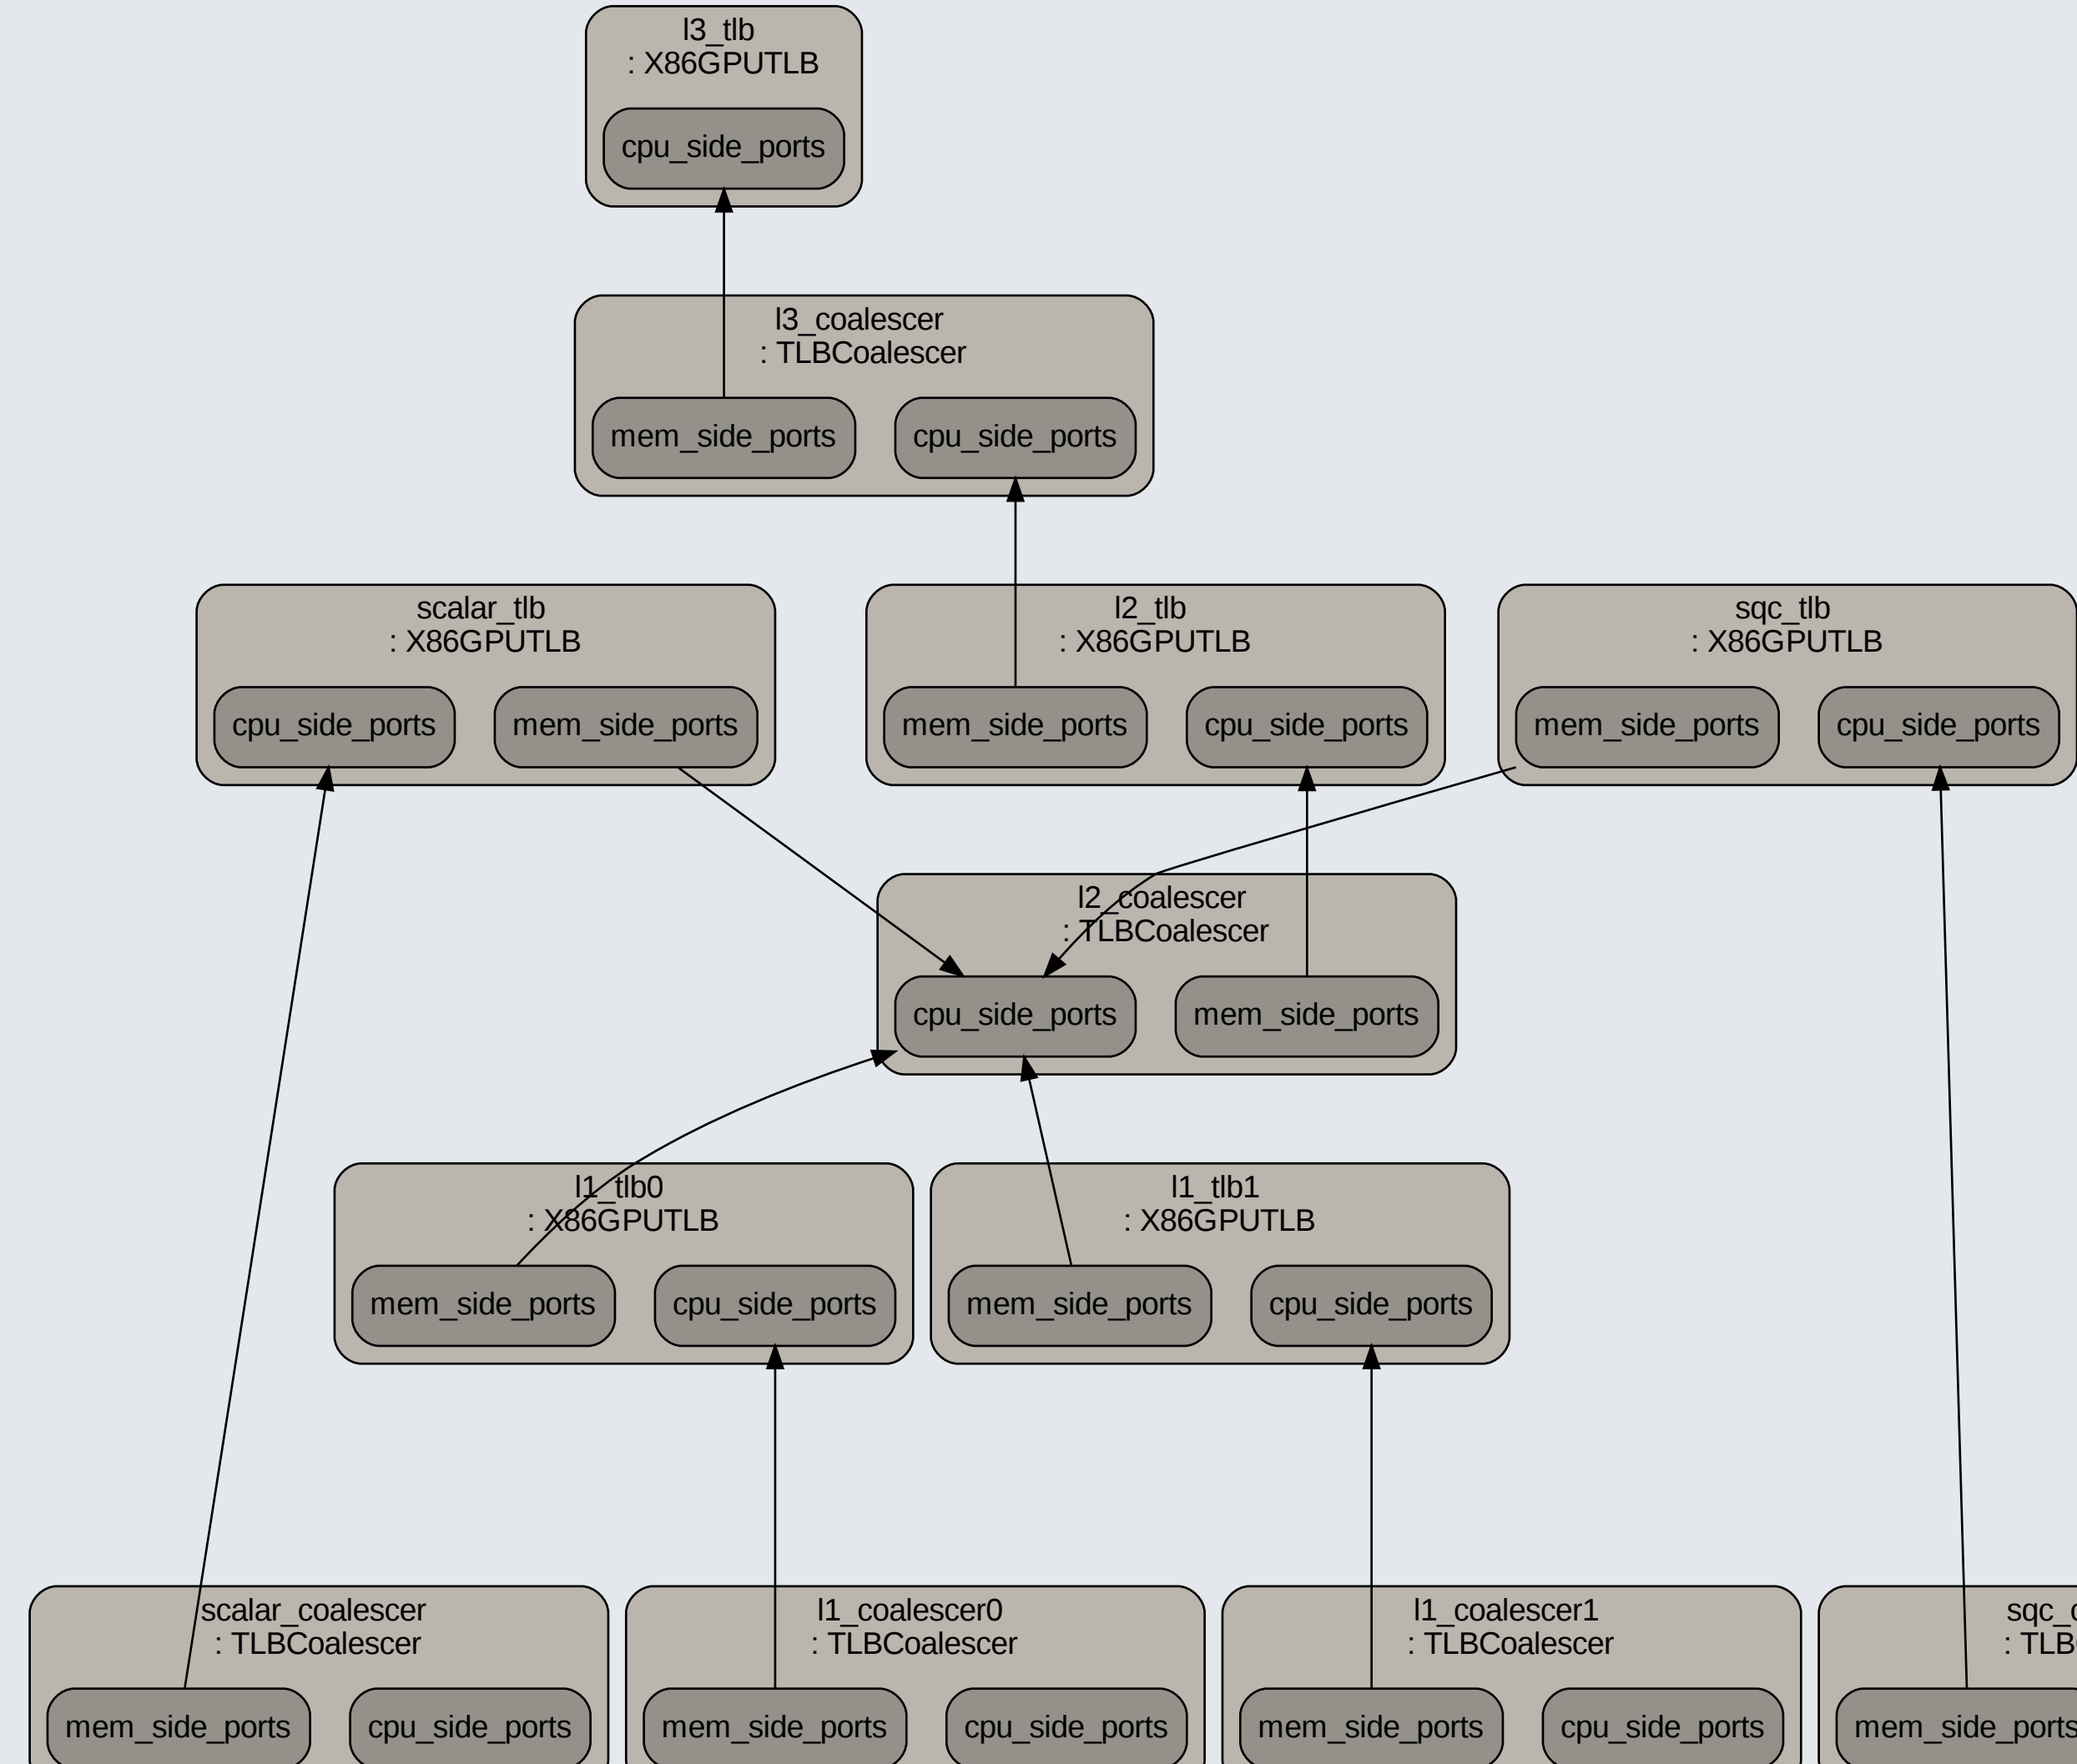 l3_tlb
: X86GPUTLB
cpu_side_ports
l3_coalescer
: TLBCoalescer
mem_side_ports
cpu_side_ports
scalar_tlb
: X86GPUTLB
cpu_side_ports
mem_side_ports
l2_tlb
: X86GPUTLB
mem_side_ports
cpu_side_ports
sqc_tlb
: X86GPUTLB
mem_side_ports
cpu_side_ports
l2_coalescer
: TLBCoalescer
cpu_side_ports
mem_side_ports
l1_tlb0
: X86GPUTLB
mem_side_ports
cpu_side_ports
l1_tlb1
: X86GPUTLB
mem_side_ports
cpu_side_ports
scalar_coalescer
: TLBCoalescer
mem_side_ports
cpu_side_ports
l1_coalescer0
: TLBCoalescer
mem_side_ports
cpu_side_ports
l1_coalescer1
: TLBCoalescer
mem_side_ports
cpu_side_ports
mem_side_ports